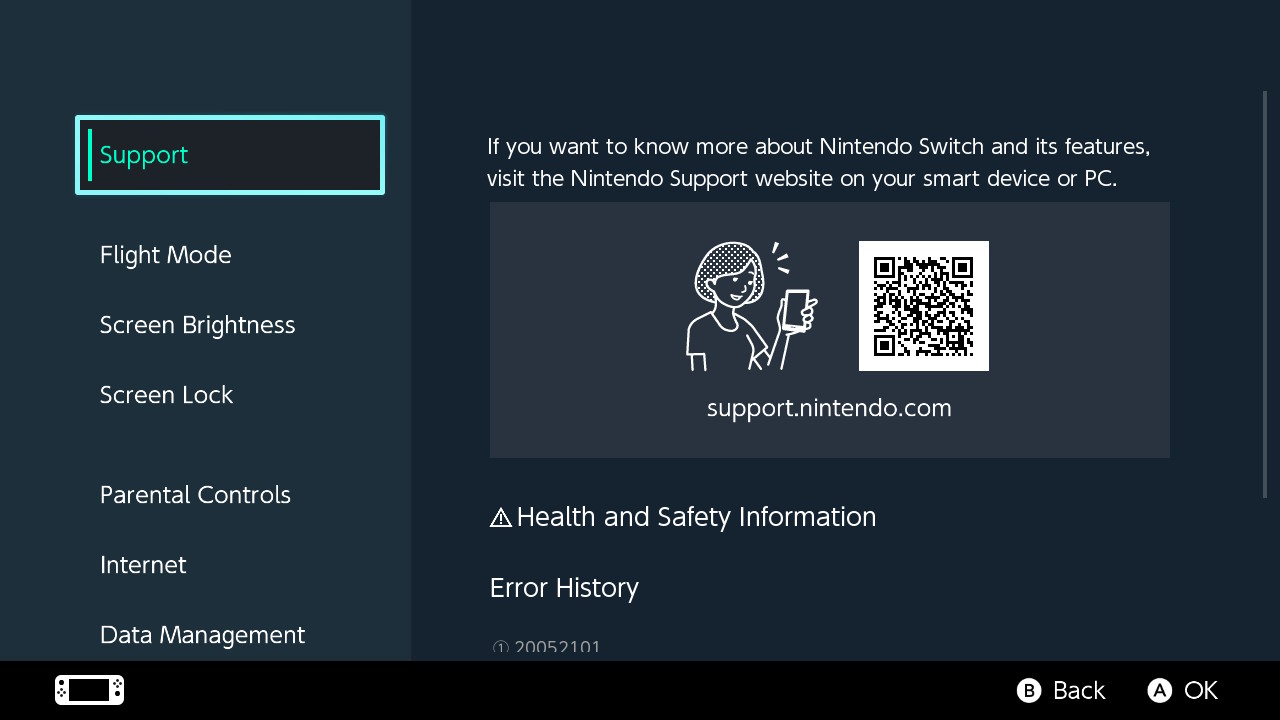 Support
Flight Mode
Screen Brightness
Screen Lock
Parental Controls
Internet
Data Management
If you want to know more about Nintendo Switch and its features,
visit the Nintendo Support website on your smart device or PC.
support.nintendo.com
⚠Health and Safety Information
Error History
① 20052101
B Back
A OK